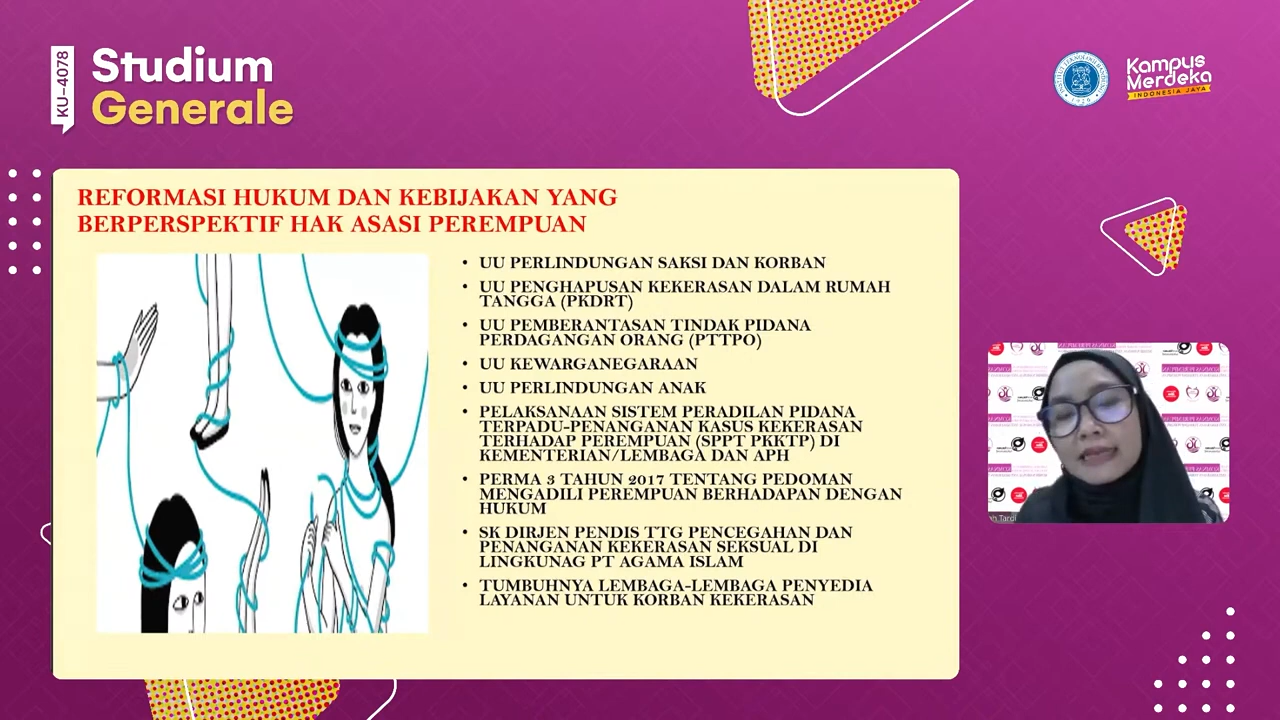 KU-4078
Studium
Generale
INSTITUT TEKNOLOGI BANDUNG
1920
Kampus
Merdeka
INDONESIA JAYA
REFORMASI HUKUM DAN KEBIJAKAN YANG
BERPERSPEKTIF HAK ASASI PEREMPUAN
• UU PERLINDUNGAN SAKSI DAN KORBAN
• UU PENGHAPUSAN KEKERASAN DALAM RUMAH
TANGGA (PKDRT)
• UU PEMBERANTASAN TINDAK PIDANA
PERDAGANGAN ORANG (PTTPO)
• UU KEWARGANEGARAAN
• UU PERLINDUNGAN ANAK
• PELAKSANAAN SISTEM PERADILAN PIDANA
TERPADU-PENANGANAN KASUS KEKERASAN
TERHADAP PEREMPUAN (SPPT PKKTP) DI
KEMENTERIAN/LEMBAGA DAN APH
• PERMA 3 TAHUN 2017 TENTANG PEDOMAN
MENGADILI PEREMPUAN BERHADAPAN DENGAN
HUKUM
• SK DIRJEN PENDIS TTG PENCEGAHAN DAN
PENANGANAN KEKERASAN SEKSUAL DI
LINGKUNAG PT AGAMA ISLAM
• TUMBUHNYA LEMBAGA-LEMBAGA PENYEDIA
LAYANAN UNTUK KORBAN KEKERASAN